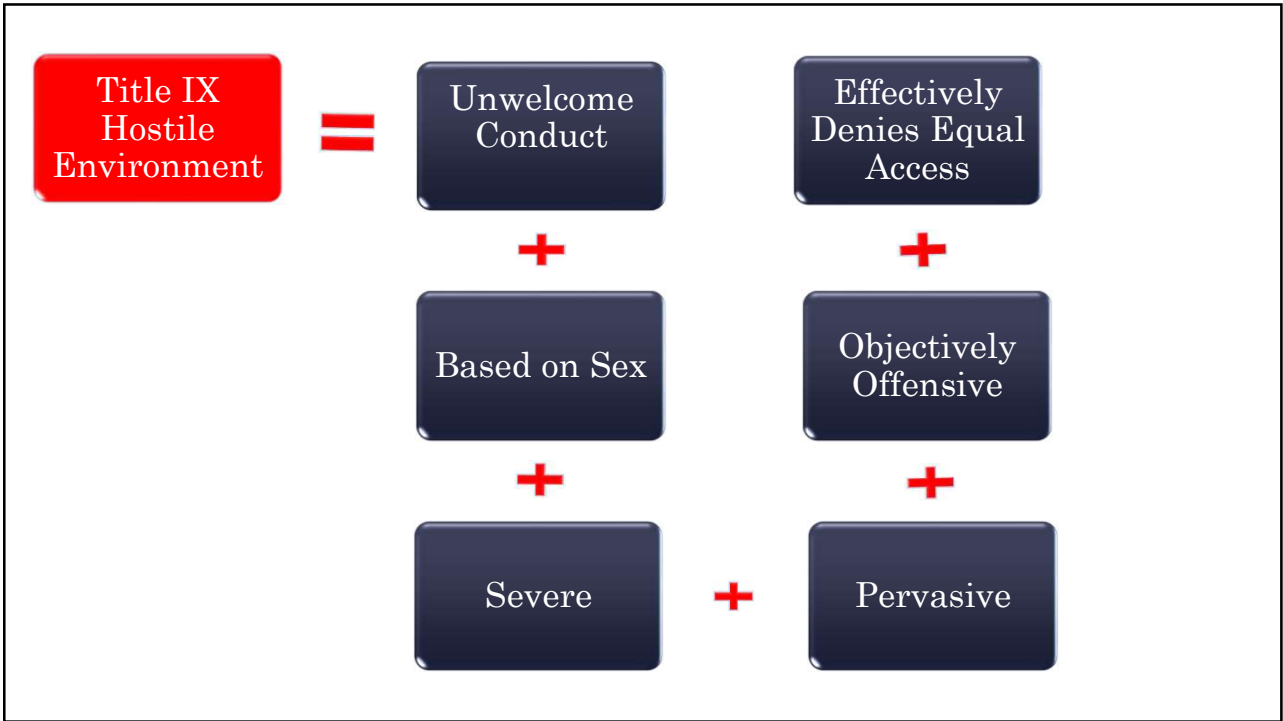 Title IX
Hostile
Environment
=
Unwelcome
Conduct
+
Based on Sex
+
Severe
+
Pervasive
+
Objectively
Offensive
+
Effectively
Denies Equal
Access